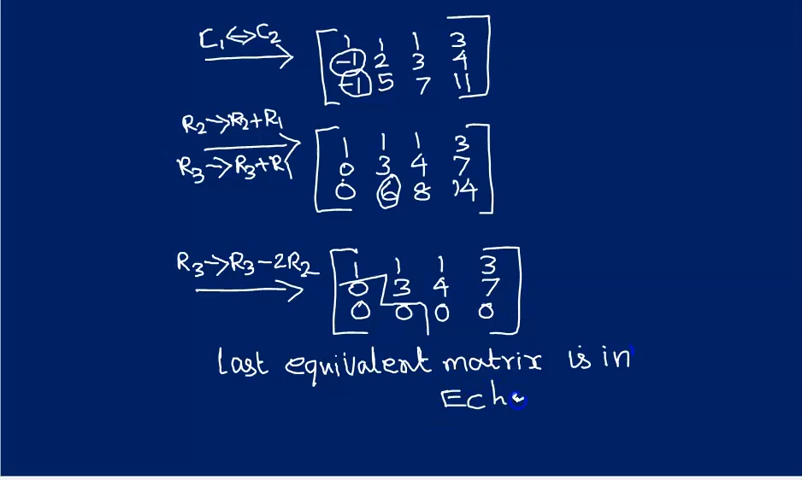 C₁⇔C₂
1 1 1 3
-1 2 3 4
-1 5 7 11
R₂→R₂+R₁
R₃→R₃+R₁
1 1 1 3
0 3 4 7
0 6 8 14
R₃→R₃-2R₂
1 1 1 3
0 3 4 7
0 0 0 0
Last equivalent matrix is in
Eche